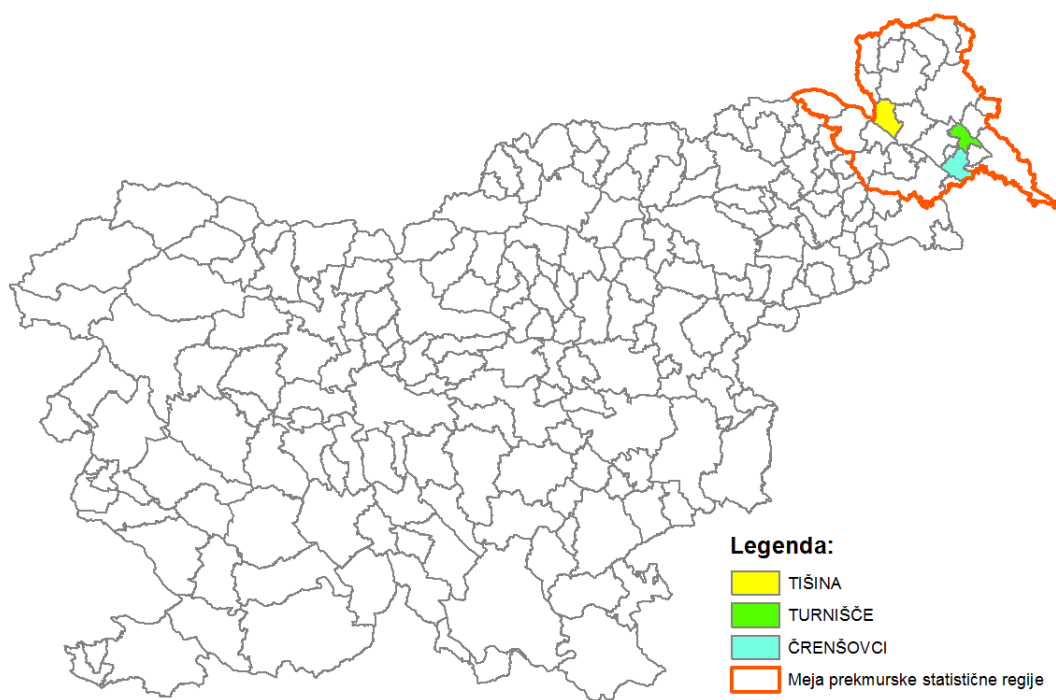 Legenda:
TIŠINA
TURNIŠČE
ČRENŠOVCI
Meja prekmurske statistične regije